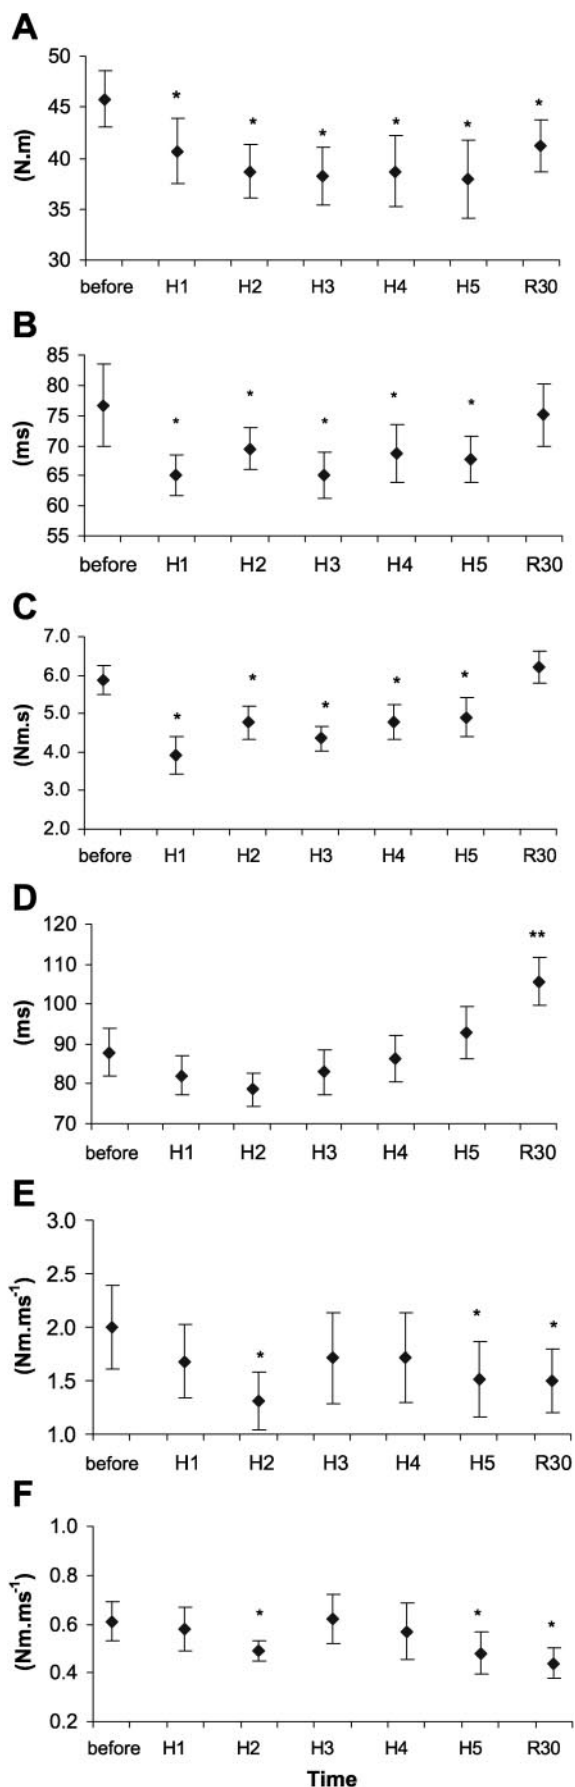 A
50
*
45
* * * * * *
(N.m)
40
35
30
before H1 H2 H3 H4 H5 R30
B
85
80
* * *
75
* *
(ms)
70
65
60
55
before H1 H2 H3 H4 H5 R30
C
7.0
6.0
* * *
(Nm.s)
5.0
* *
4.0
3.0
2.0
before H1 H2 H3 H4 H5 R30
D
120
**
110
(ms)
100
90
80
70
before H1 H2 H3 H4 H5 R30
E
3.0
2.5
(Nm.ms-1)
2.0
* * *
1.5
1.0
before H1 H2 H3 H4 H5 R30
F
1.0
0.8
(Nm.ms-1)
* * *
0.6
0.4
0.2
before H1 H2 H3 H4 H5 R30
Time